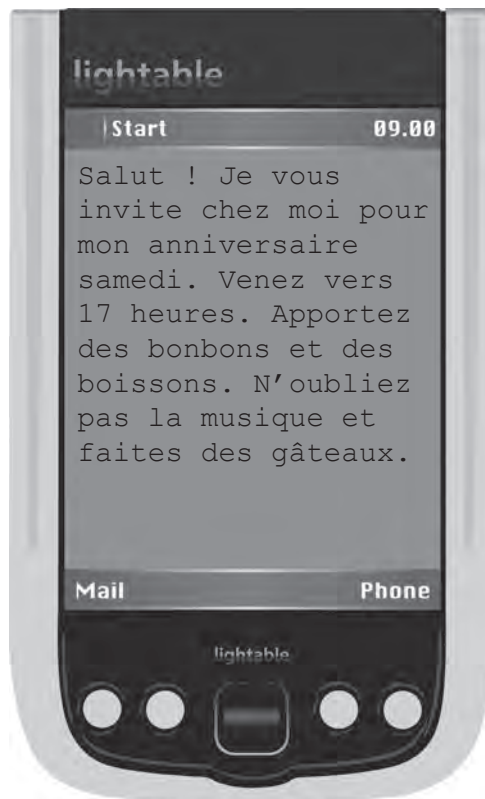 lightable
Start 09.00
Salut ! Je vous
invite chez moi pour
mon anniversaire
samedi. Venez vers
17 heures. Apportez
des bonbons et des
boissons. N’oubliez
pas la musique et
faites des gâteaux.
Mail Phone
lightable